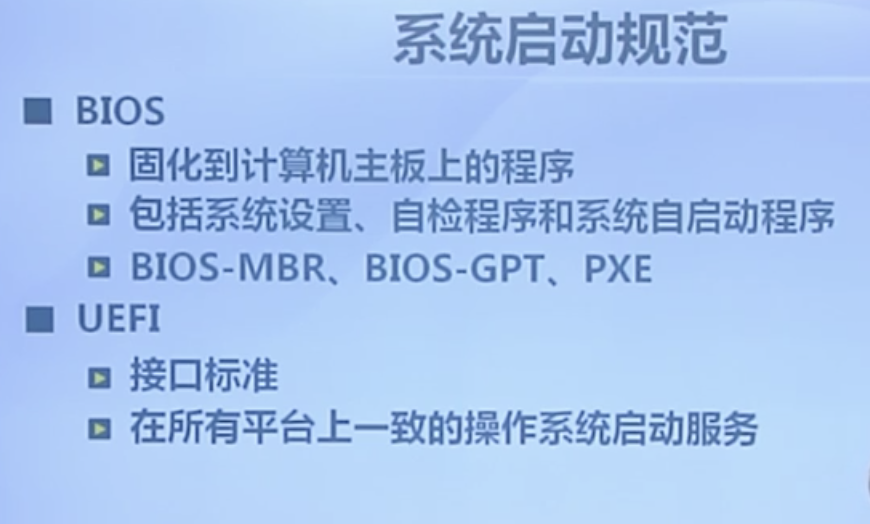 系统启动规范
BIOS
固化到计算机主板上的程序
包括系统设置、自检程序和系统自启动程序
BIOS-MBR、BIOS-GPT、PXE
UEFI
接口标准
在所有平台上一致的操作系统启动服务